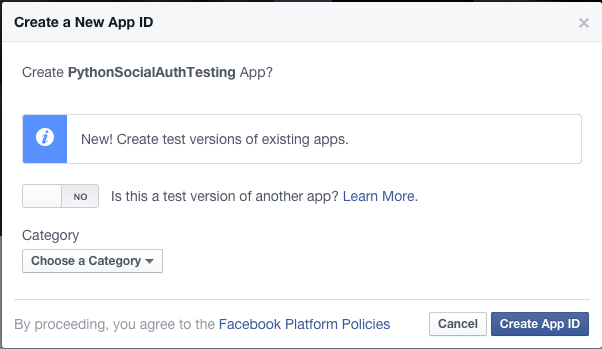 Create a New App ID
Create PythonSocialAuthTesting App?
New! Create test versions of existing apps.
NO Is this a test version of another app? Learn More.
Category
Choose a Category
By proceeding, you agree to the Facebook Platform Policies Cancel Create App ID